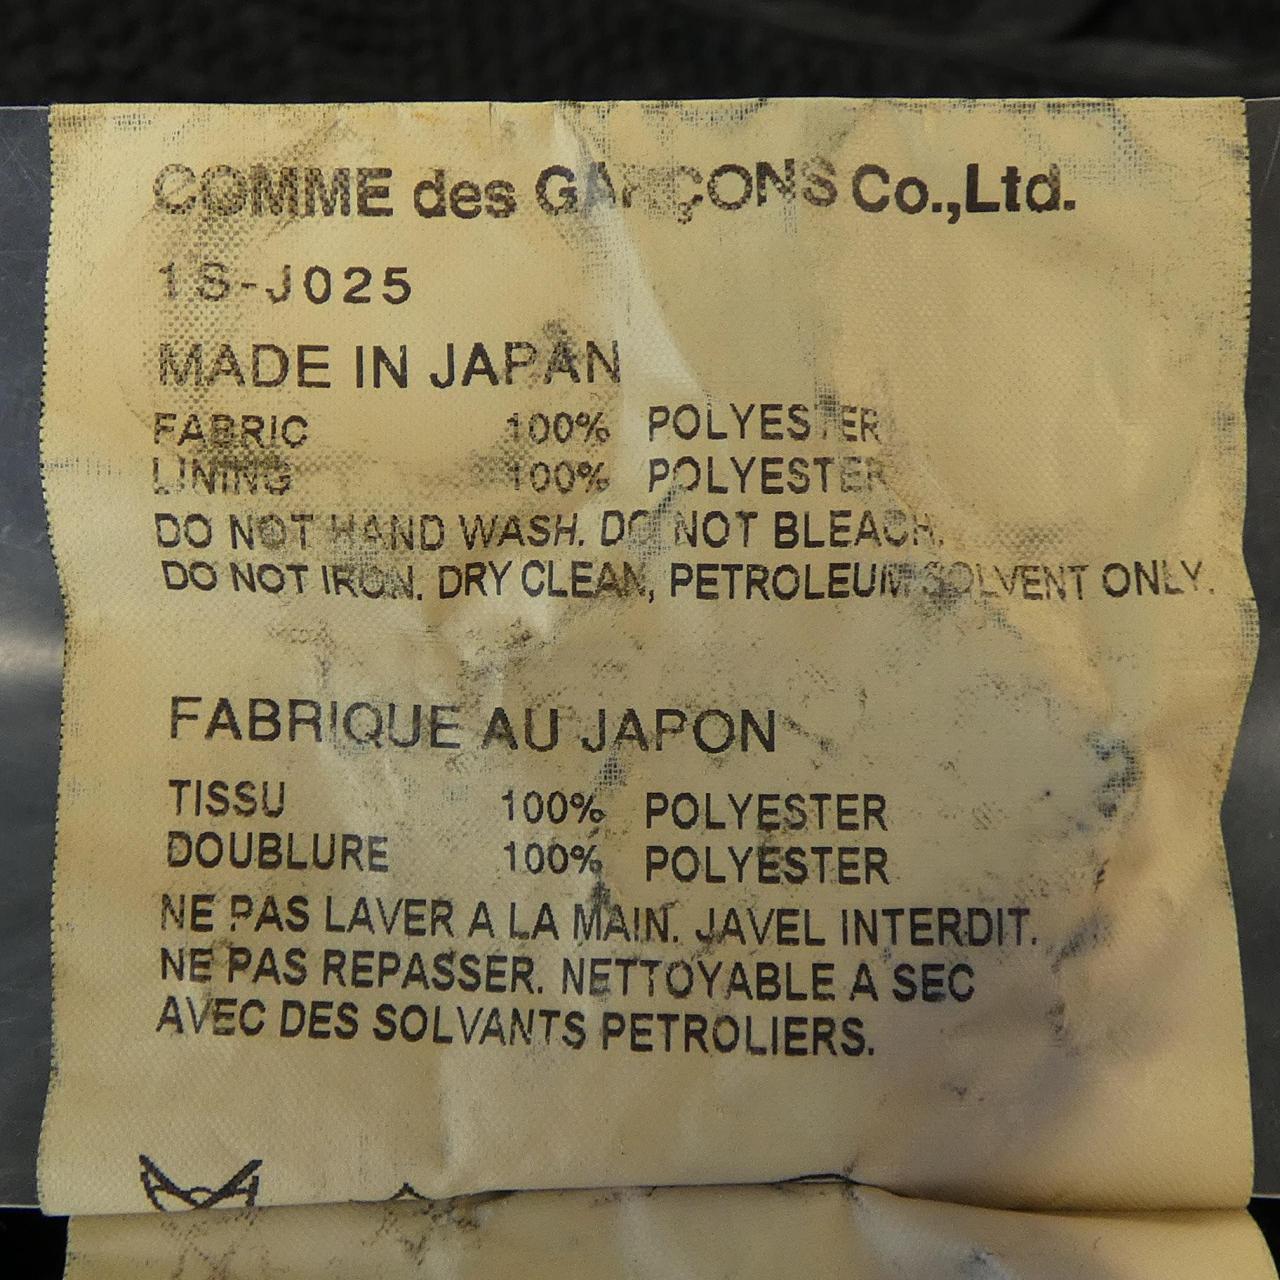 COMME des GARÇONS Co.,Ltd.
1S-J025
MADE IN JAPAN
FABRIC 100% POLYESTER
LINING 100% POLYESTER
DO NOT HAND WASH. DO NOT BLEACH.
DO NOT IRON. DRY CLEAN, PETROLEUM SOLVENT ONLY.
FABRIQUE AU JAPON
TISSU 100% POLYESTER
DOUBLURE 100% POLYESTER
NE PAS LAVER A LA MAIN. JAVEL INTERDIT.
NE PAS REPASSER. NETTOYABLE A SEC
AVEC DES SOLVANTS PETROLIERS.